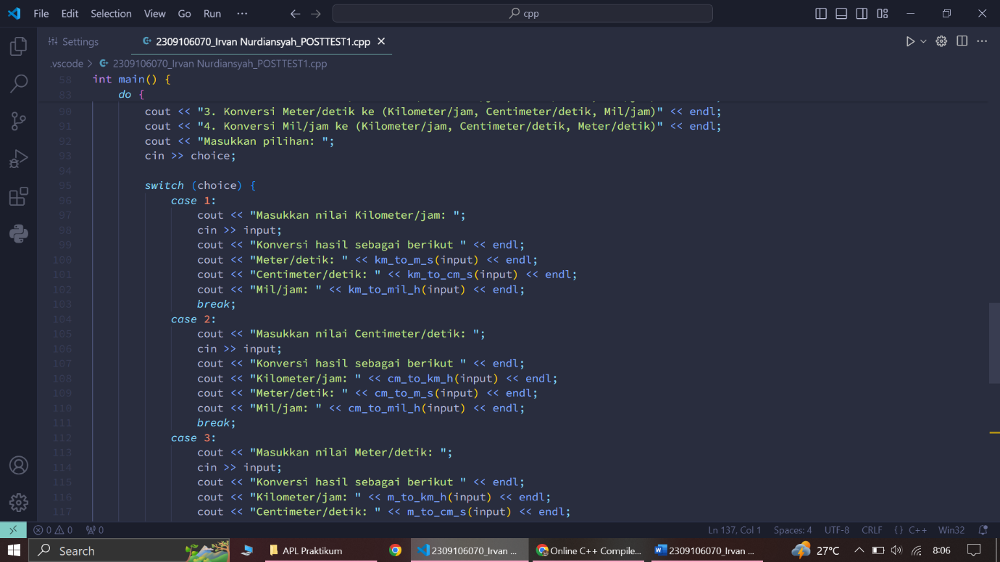 File Edit Selection View Go Run ··· cpp
Settings 2309106070_Irvan Nurdiansyah_POSTTEST1.cpp
.vscode > 2309106070_Irvan Nurdiansyah_POSTTEST1.cpp
58 int main() {
83 do {
90 cout << "3. Konversi Meter/detik ke (Kilometer/jam, Centimeter/detik, Mil/jam)" << endl;
91 cout << "4. Konversi Mil/jam ke (Kilometer/jam, Centimeter/detik, Meter/detik)" << endl;
92 cout << "Masukkan pilihan: ";
93 cin >> choice;
94
95 switch (choice) {
96 case 1:
97 cout << "Masukkan nilai Kilometer/jam: ";
98 cin >> input;
99 cout << "Konversi hasil sebagai berikut " << endl;
100 cout << "Meter/detik: " << km_to_m_s(input) << endl;
101 cout << "Centimeter/detik: " << km_to_cm_s(input) << endl;
102 cout << "Mil/jam: " << km_to_mil_h(input) << endl;
103 break;
104 case 2:
105 cout << "Masukkan nilai Centimeter/detik: ";
106 cin >> input;
107 cout << "Konversi hasil sebagai berikut " << endl;
108 cout << "Kilometer/jam: " << cm_to_km_h(input) << endl;
109 cout << "Meter/detik: " << cm_to_m_s(input) << endl;
110 cout << "Mil/jam: " << cm_to_mil_h(input) << endl;
111 break;
112 case 3:
113 cout << "Masukkan nilai Meter/detik: ";
114 cin >> input;
115 cout << "Konversi hasil sebagai berikut " << endl;
116 cout << "Kilometer/jam: " << m_to_km_h(input) << endl;
117 cout << "Centimeter/detik: " << m_to_cm_s(input) << endl;
0 0 0 Ln 137, Col 1 Spaces: 4 UTF-8 CRLF {} C++ Win32
Search APL Praktikum 2309106070_Irvan ... Online C++ Compile... 2309106070_Irvan ... 27°C 8:06